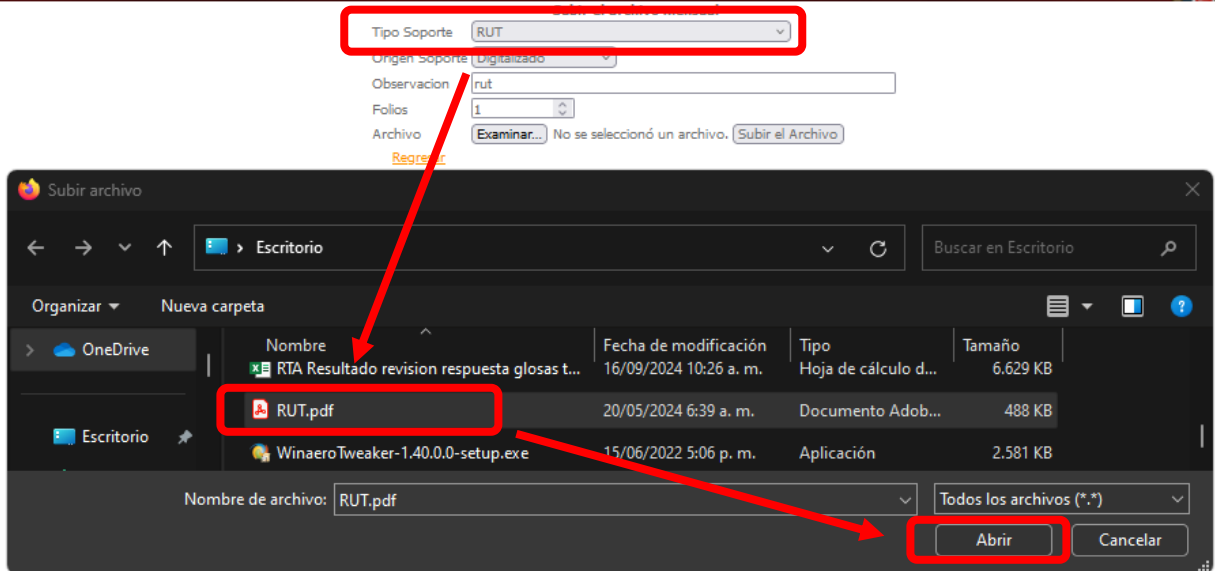 Subir el archivo mensual
Tipo Soporte RUT
Origen Soporte Digitalizado
Observacion rut
Folios 1
Archivo Examinar... No se seleccionó un archivo. Subir el Archivo
Regresar
Subir archivo
Escritorio Buscar en Escritorio
Organizar Nueva carpeta
OneDrive Nombre Fecha de modificación Tipo Tamaño
RTA Resultado revision respuesta glosas t... 16/09/2024 10:26 a. m. Hoja de cálculo d... 6.629 KB
RUT.pdf 20/05/2024 6:39 a. m. Documento Adob... 488 KB
Escritorio WinaeroTweaker-1.40.0.0-setup.exe 15/06/2022 5:06 p. m. Aplicación 2.581 KB
Nombre de archivo: RUT.pdf Todos los archivos (*.*)
Abrir Cancelar